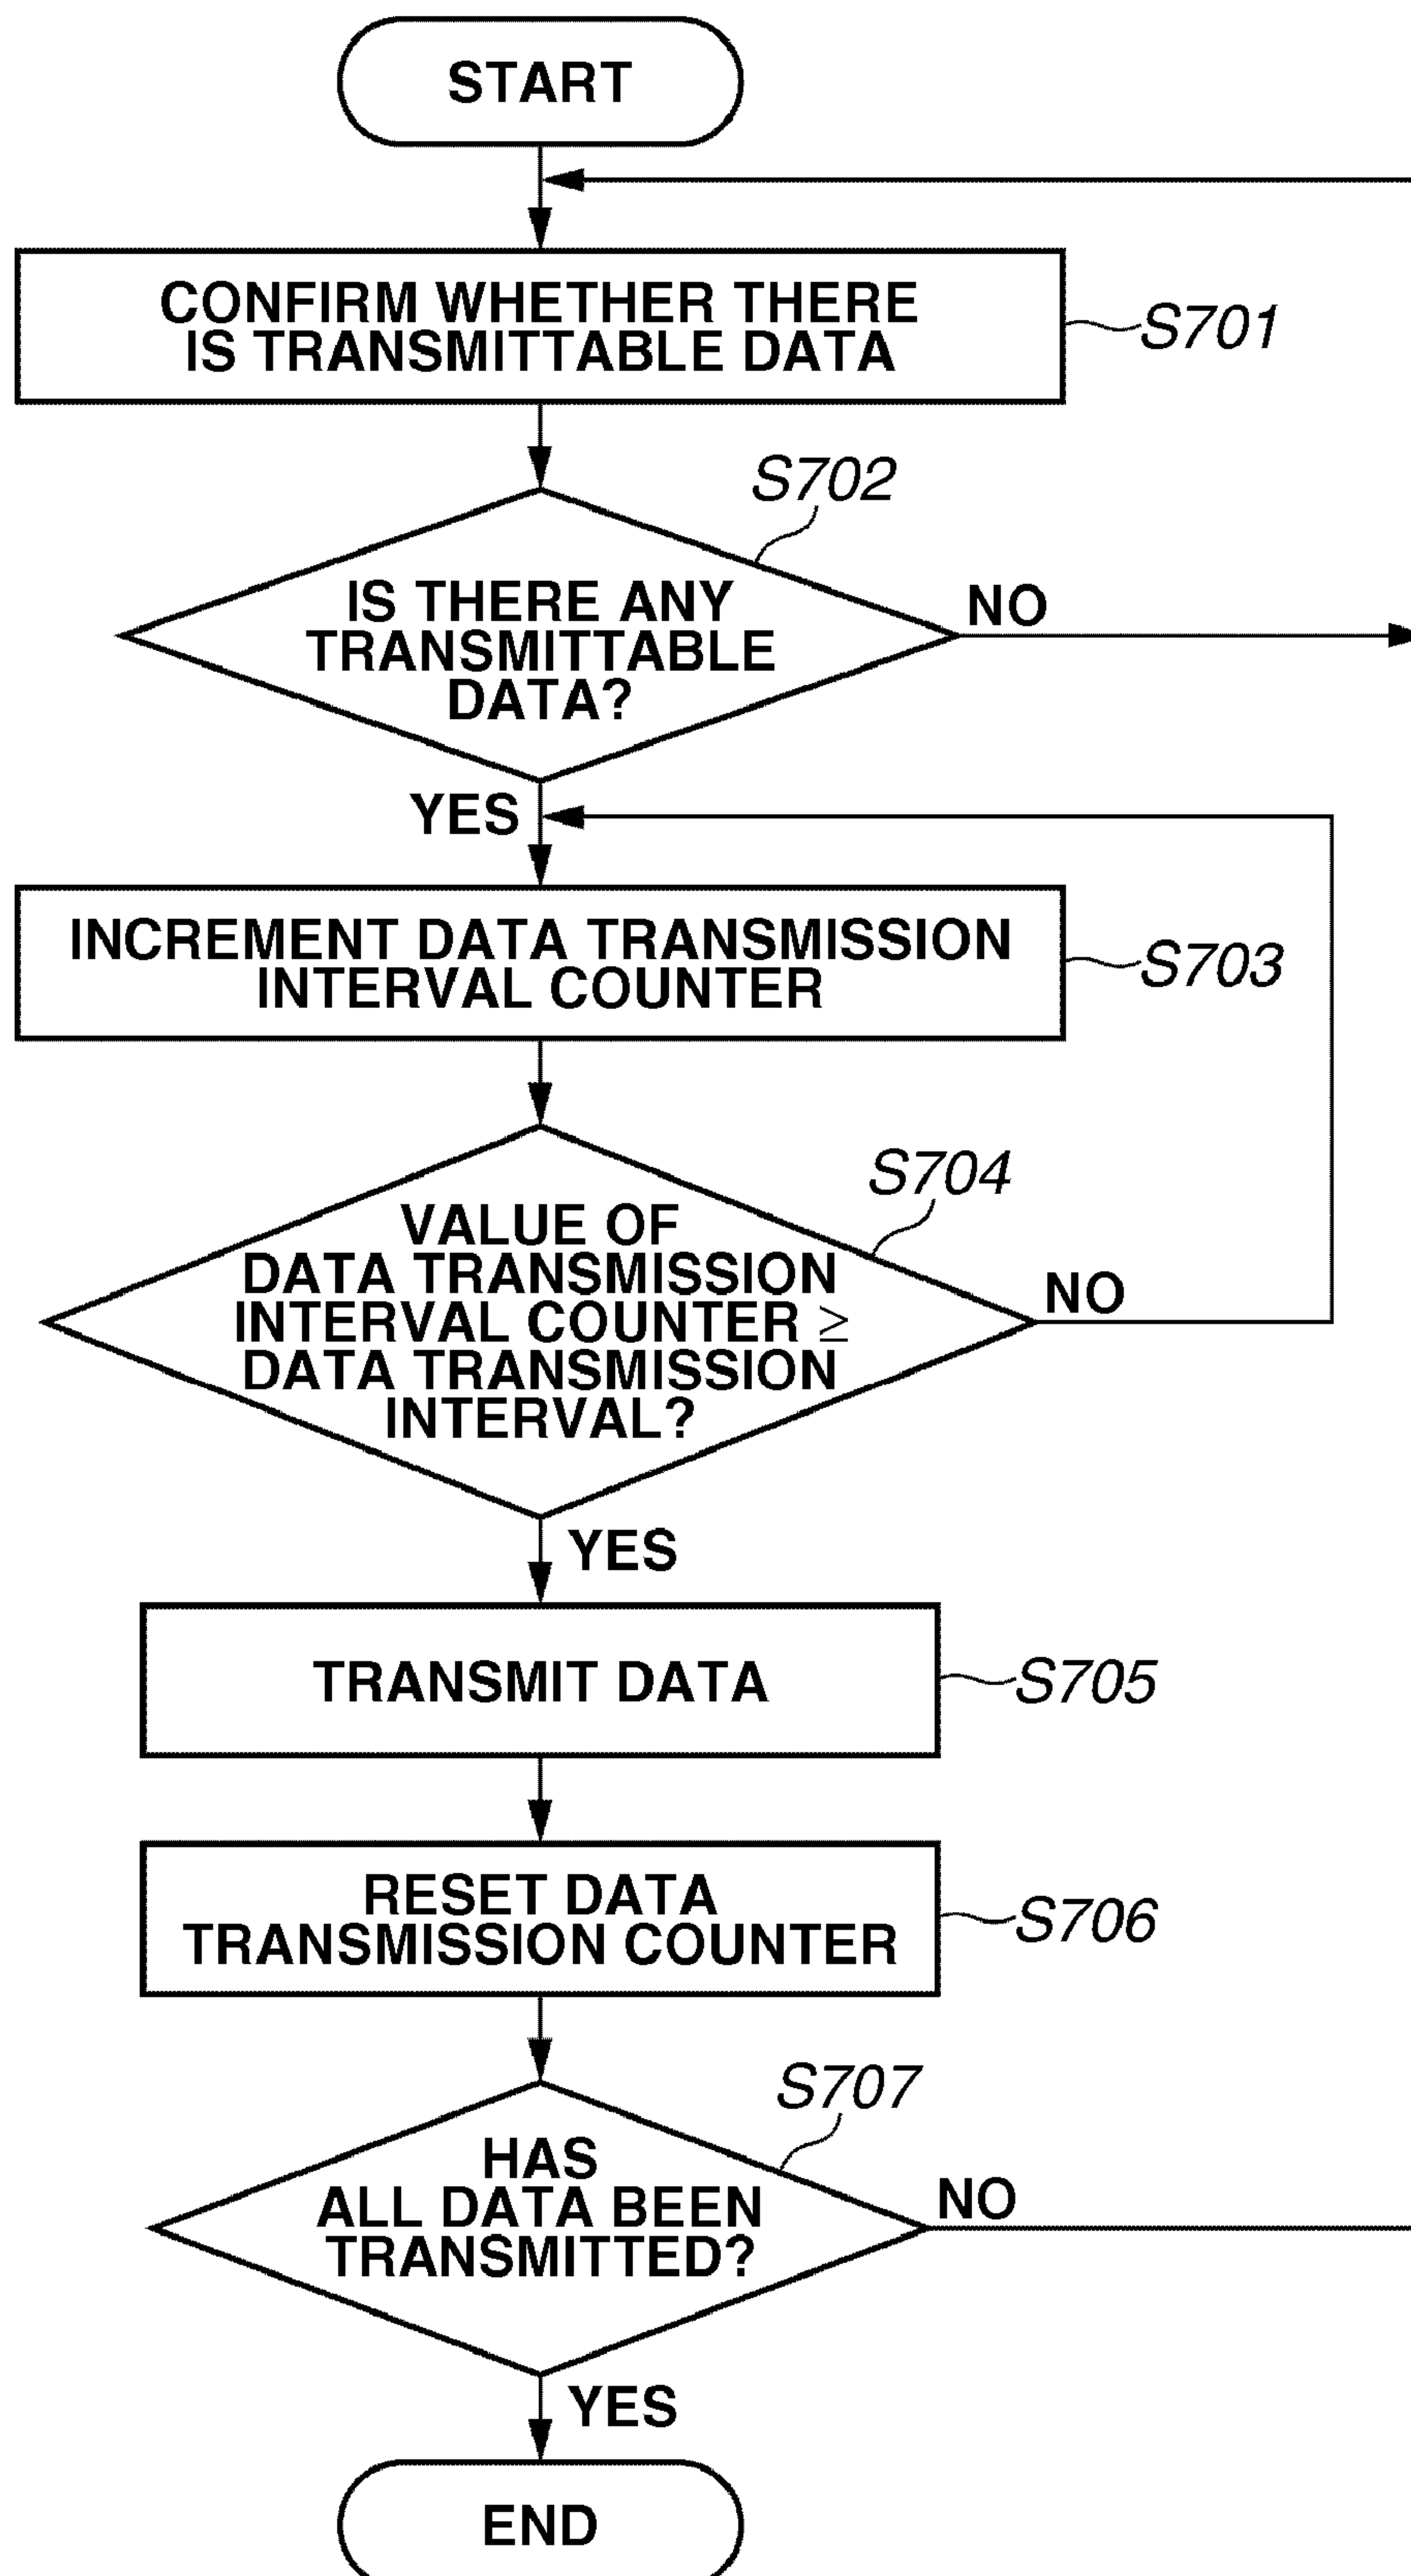 START
CONFIRM WHETHER THERE
IS TRANSMITTABLE DATA
S701
S702
IS THERE ANY
TRANSMITTABLE
DATA?
NO
YES
INCREMENT DATA TRANSMISSION
INTERVAL COUNTER
S703
S704
VALUE OF
DATA TRANSMISSION
INTERVAL COUNTER ≥
DATA TRANSMISSION
INTERVAL?
NO
YES
TRANSMIT DATA
S705
RESET DATA
TRANSMISSION COUNTER
S706
S707
HAS
ALL DATA BEEN
TRANSMITTED?
NO
YES
END